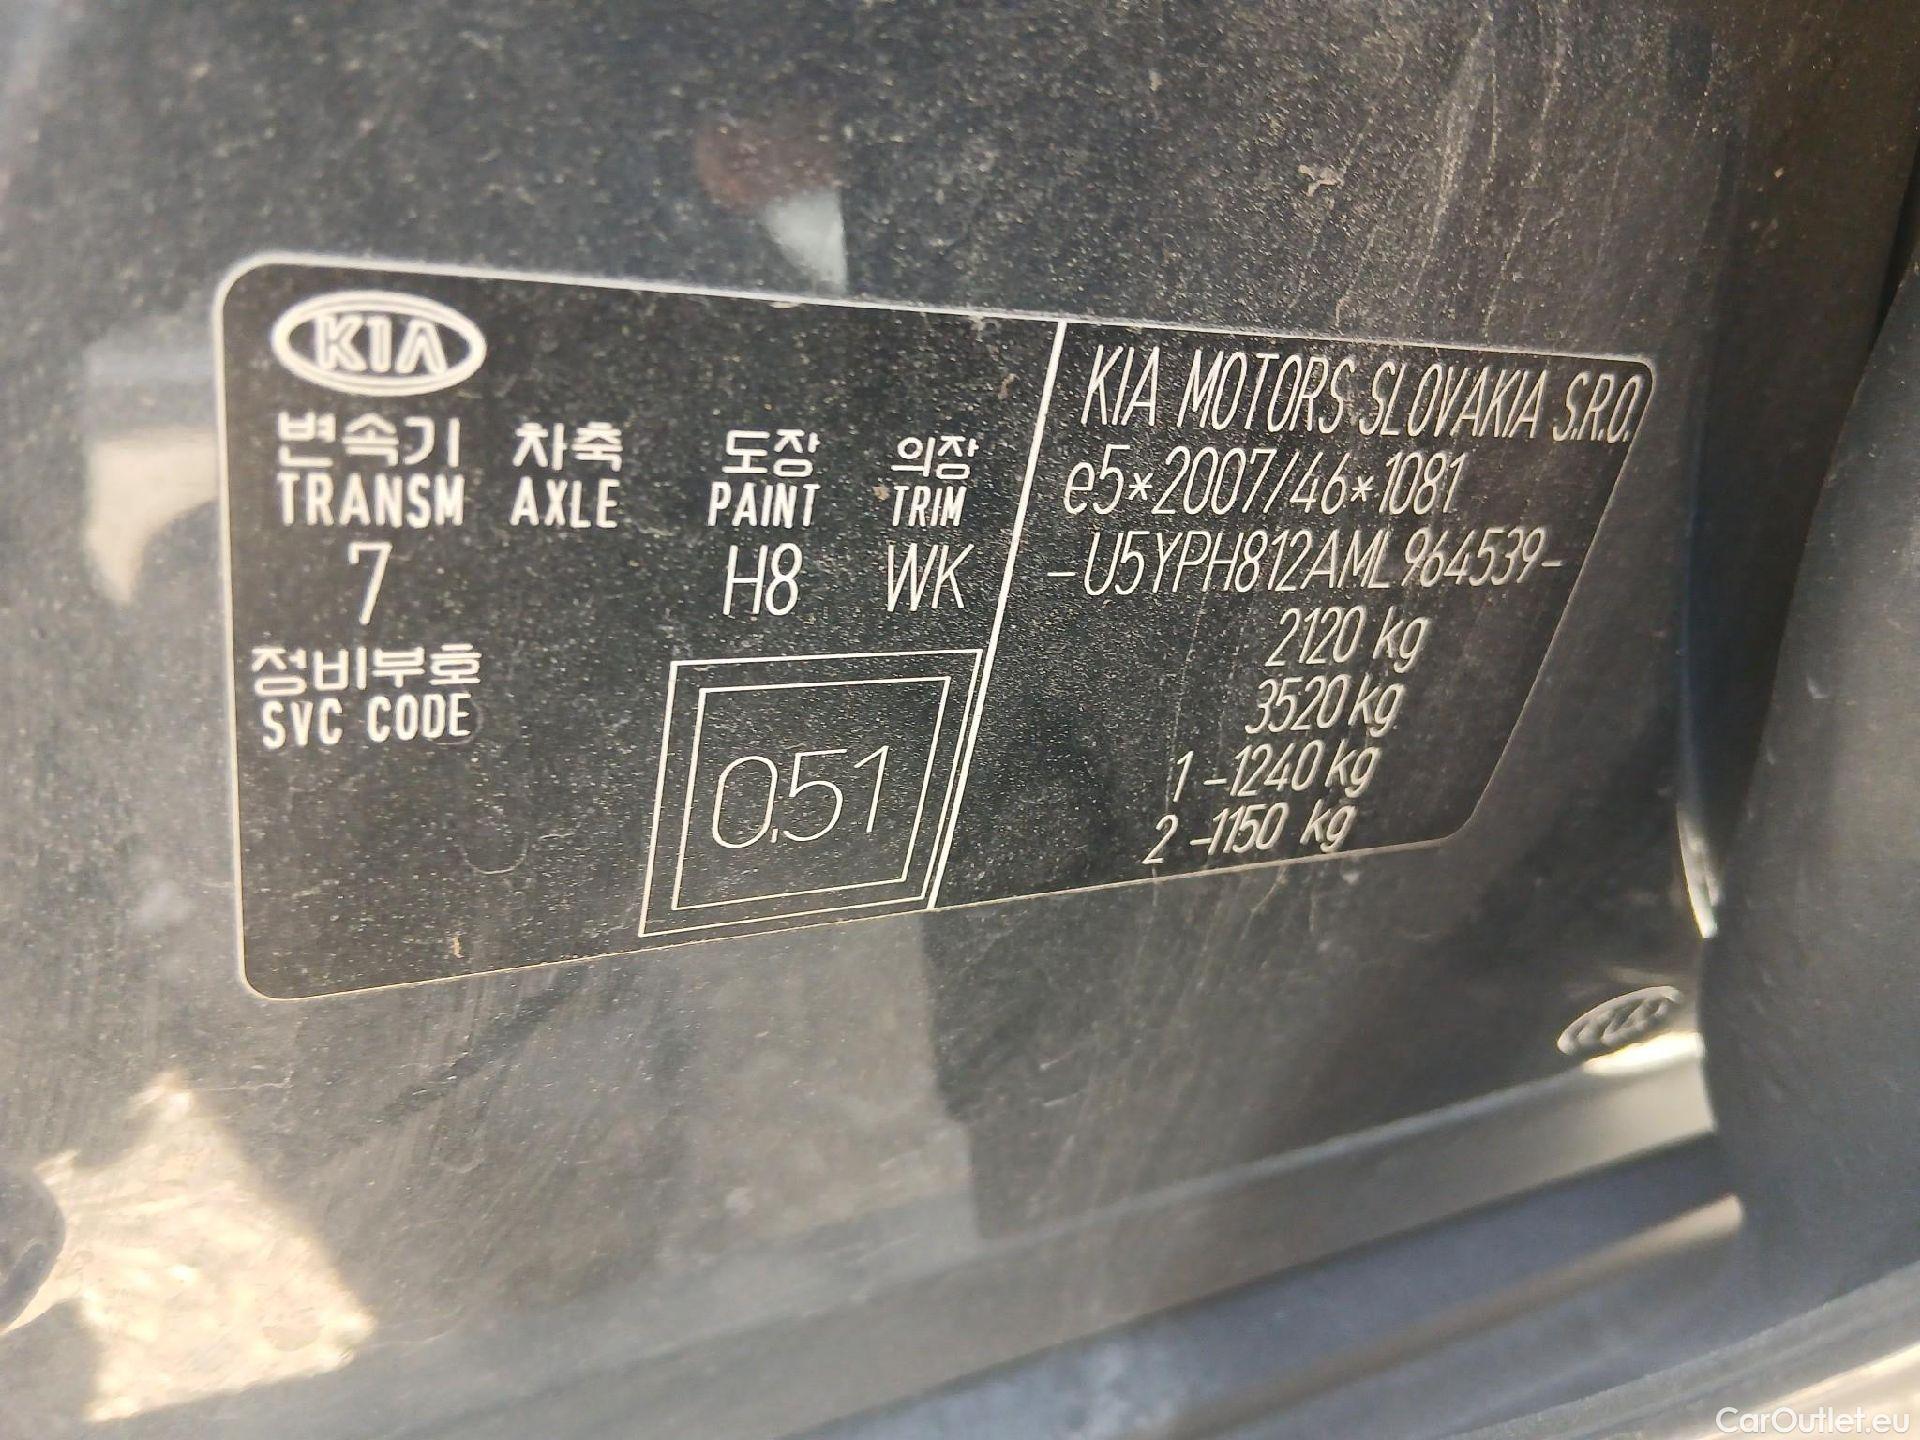 KIA
변속기 차축 도장 의장
TRANSM AXLE PAINT TRIM
7 H8 WK
정비부호
SVC CODE
0,51
KIA MOTORS SLOVAKIA S.R.O.
e5*2007/46*1081
-U5YPH812AML964539-
2120 kg
3520 kg
1 -1240 kg
2 -1150 kg
KIA
CarOutlet.eu